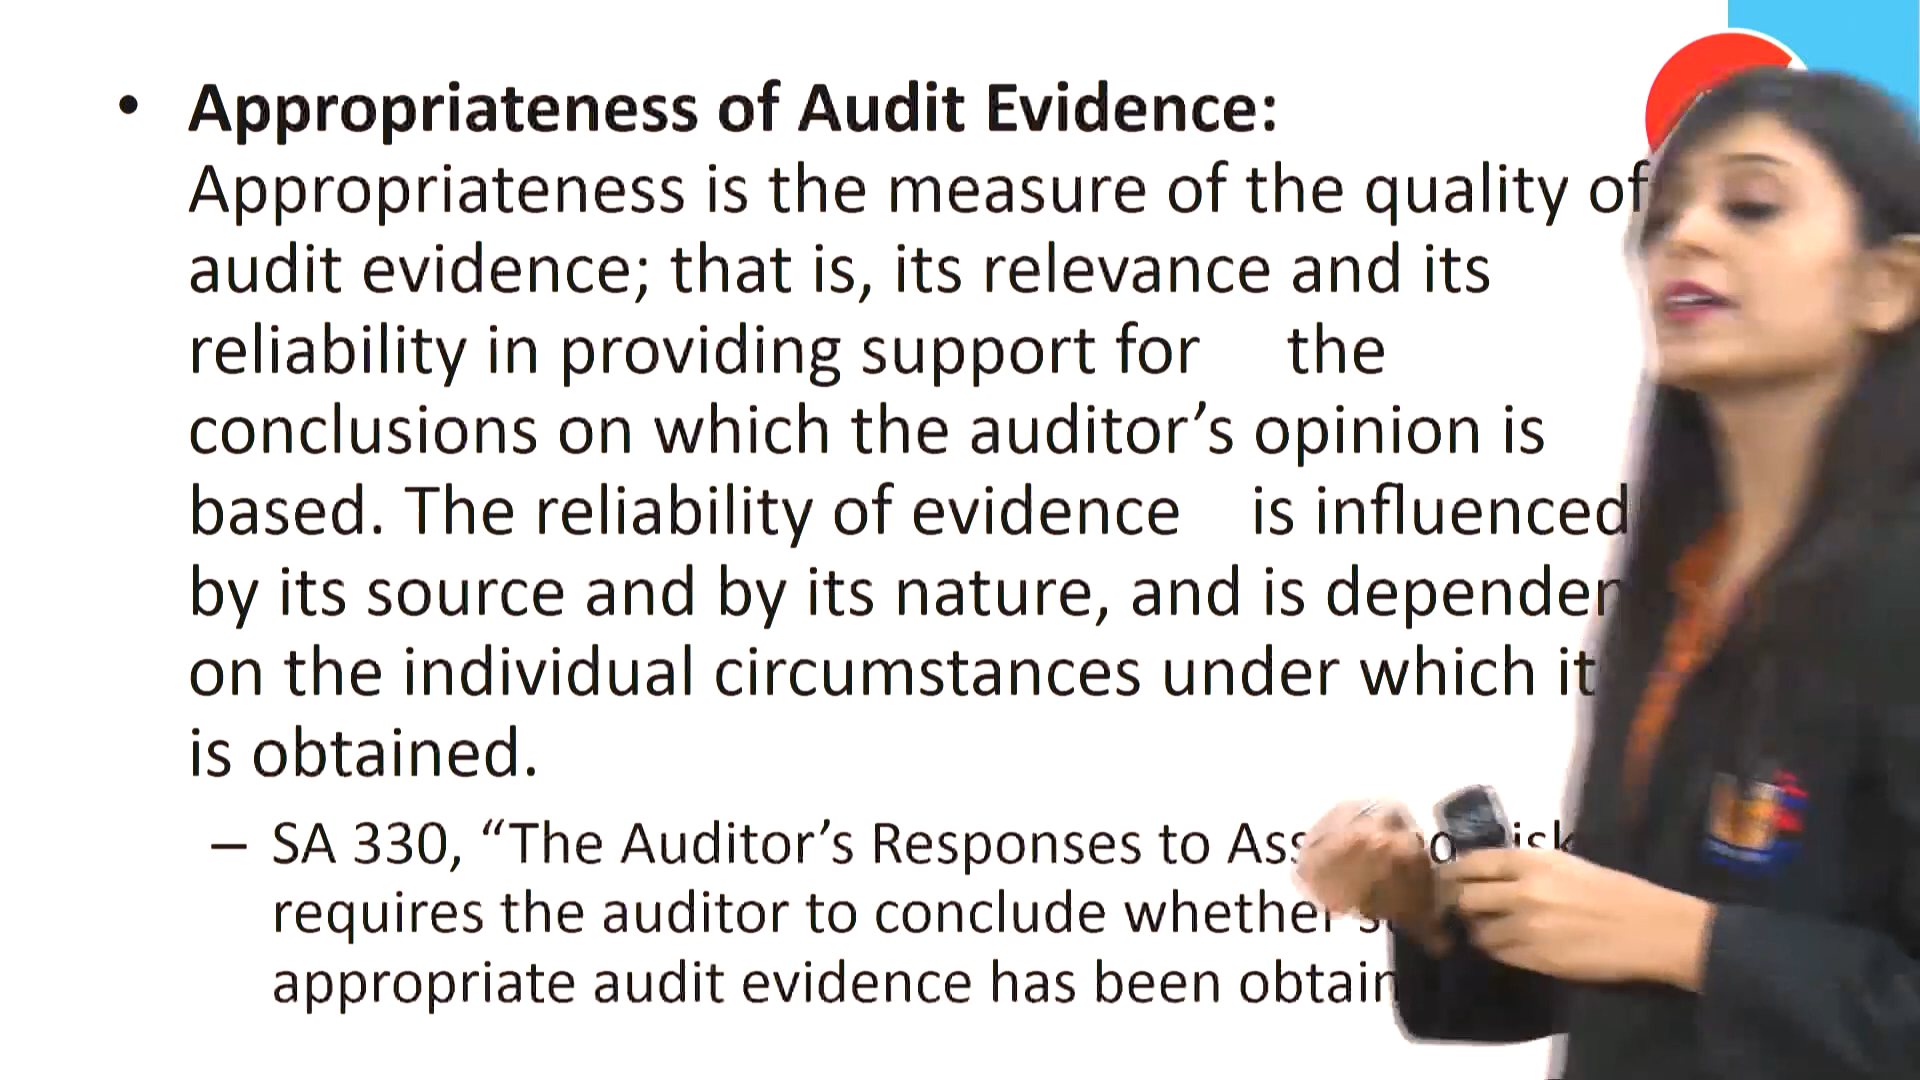 • Appropriateness of Audit Evidence:
Appropriateness is the measure of the quality of
audit evidence; that is, its relevance and its
reliability in providing support for the
conclusions on which the auditor’s opinion is
based. The reliability of evidence is influenced
by its source and by its nature, and is
on the individual circumstances under which it
is obtained.
– SA 330, “The Auditor’s Responses to
requires the auditor to conclude whether
appropriate audit evidence has been